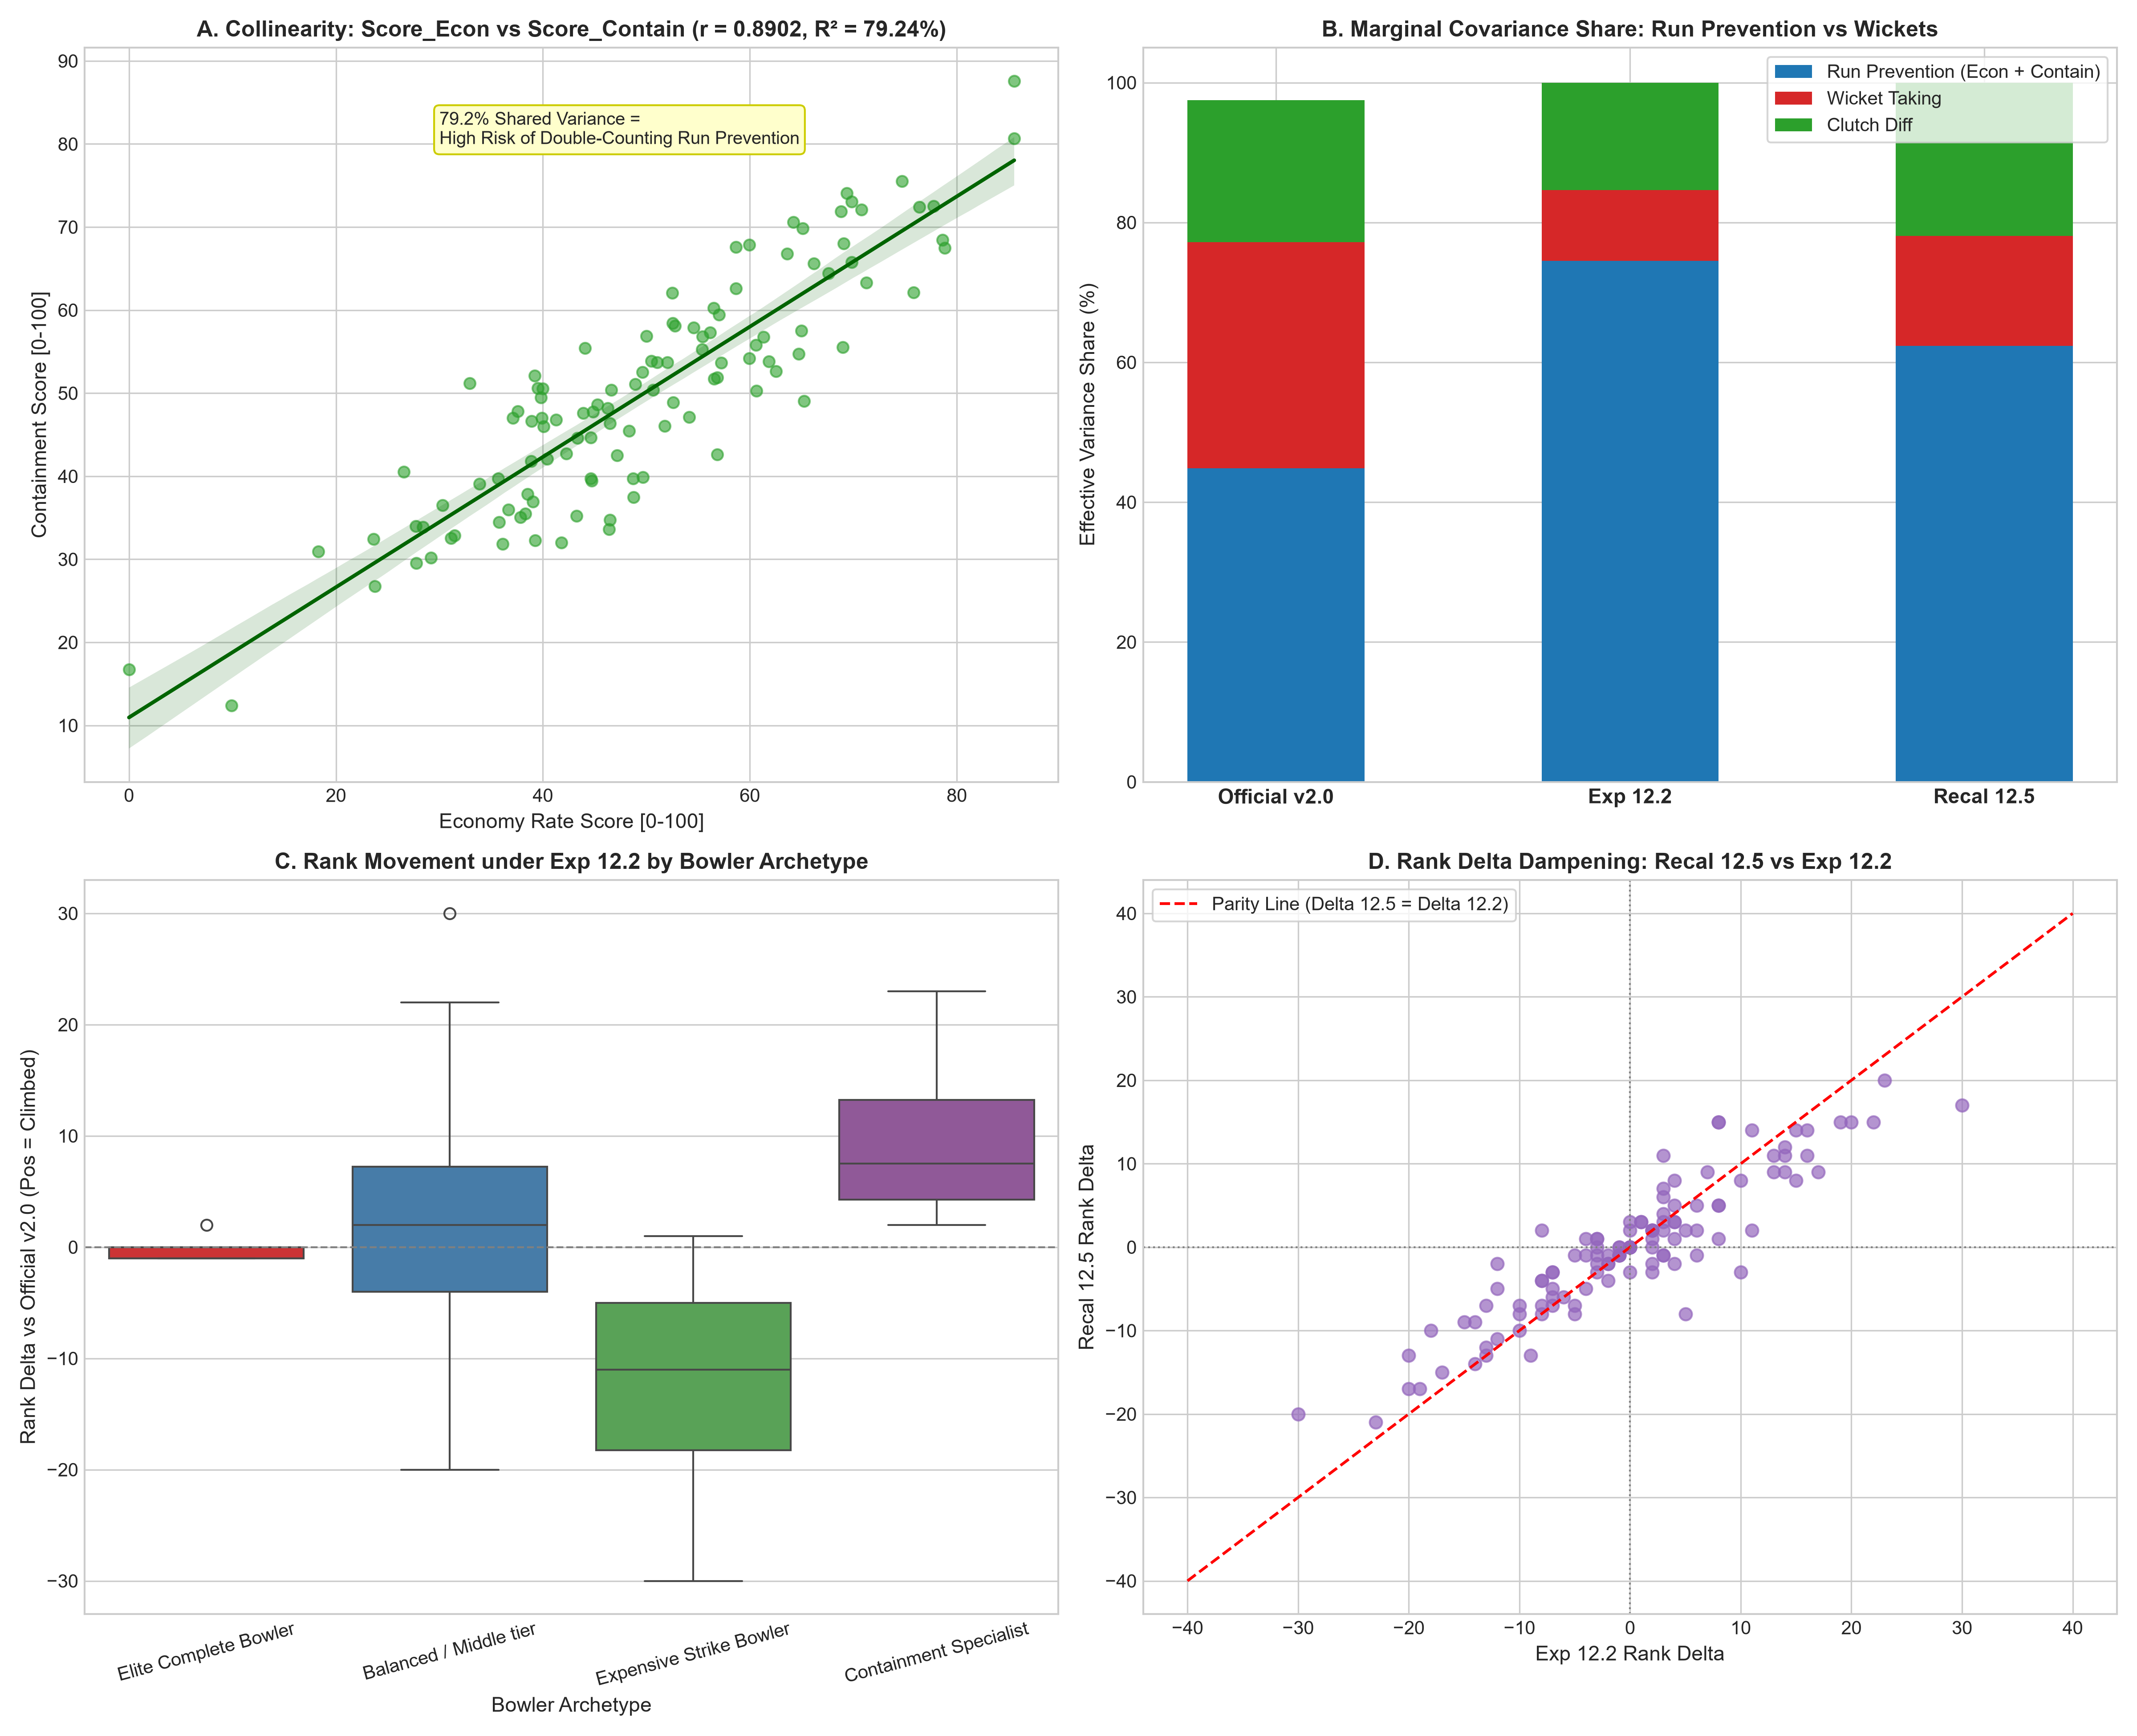 A. Collinearity: Score_Econ vs Score_Contain (r = 0.8902, R² = 79.24%)
79.2% Shared Variance =
High Risk of Double-Counting Run Prevention
Containment Score [0-100]
90
80
70
60
50
40
30
20
10
0
20
40
60
80
Economy Rate Score [0-100]
B. Marginal Covariance Share: Run Prevention vs Wickets
Run Prevention (Econ + Contain)
Wicket Taking
Clutch Diff
Effective Variance Share (%)
100
80
60
40
20
0
Official v2.0
Exp 12.2
Recal 12.5
C. Rank Movement under Exp 12.2 by Bowler Archetype
Rank Delta vs Official v2.0 (Pos = Climbed)
30
20
10
0
−10
−20
−30
Elite Complete Bowler
Balanced / Middle tier
Expensive Strike Bowler
Containment Specialist
Bowler Archetype
D. Rank Delta Dampening: Recal 12.5 vs Exp 12.2
Parity Line (Delta 12.5 = Delta 12.2)
Recal 12.5 Rank Delta
40
30
20
10
0
−10
−20
−30
−40
−40
−30
−20
−10
0
10
20
30
40
Exp 12.2 Rank Delta